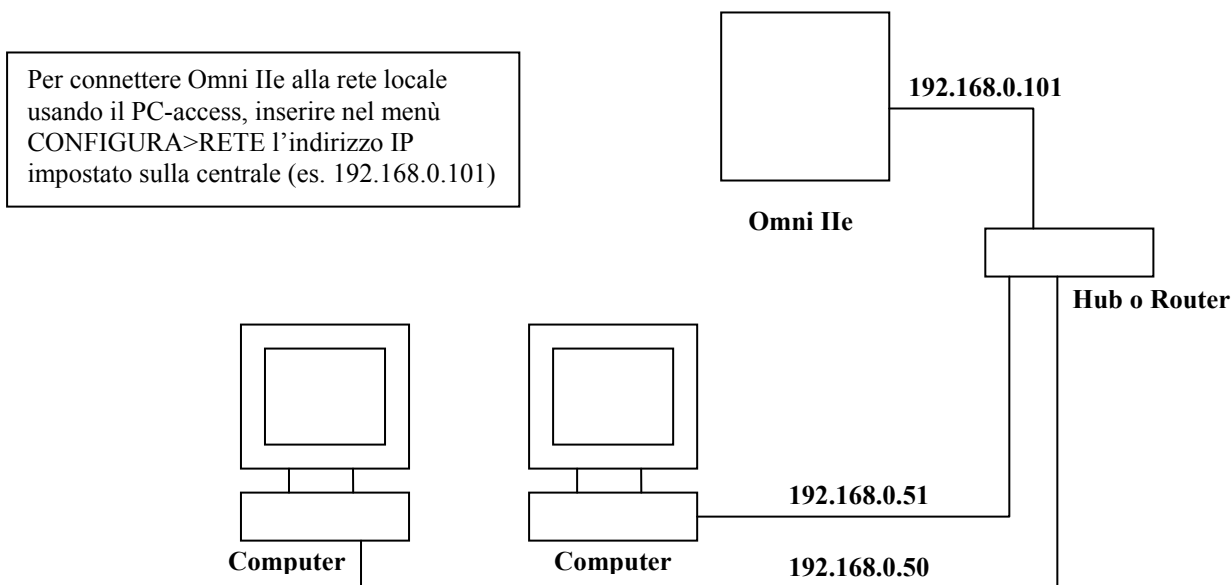 Per connettere Omni IIe alla rete locale
usando il PC-access, inserire nel menù
CONFIGURA>RETE l'indirizzo IP
impostato sulla centrale (es. 192.168.0.101)
192.168.0.101
Omni IIe
Hub o Router
192.168.0.51
Computer
Computer
192.168.0.50